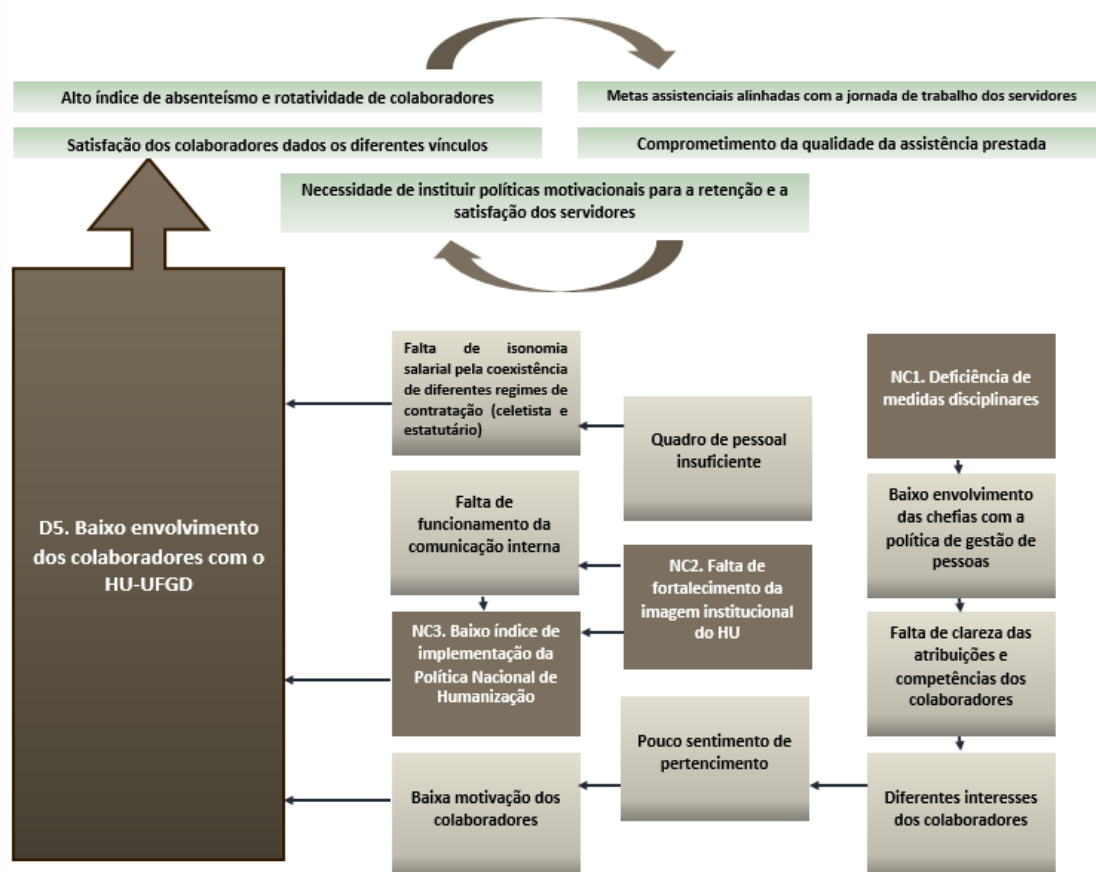 Alto índice de absenteísmo e rotatividade de colaboradores
Metas assistenciais alinhadas com a jornada de trabalho dos servidores
Satisfação dos colaboradores dados os diferentes vínculos
Comprometimento da qualidade da assistência prestada
Necessidade de instituir políticas motivacionais para a retenção e a
satisfação dos servidores
D5. Baixo envolvimento
dos colaboradores com o
HU-UFGD
Falta de isonomia
salarial pela coexistência
de diferentes regimes de
contratação (celetista e
estatutário)
Quadro de pessoal
insuficiente
NC1. Deficiência de
medidas disciplinares
Falta de
funcionamento da
comunicação interna
NC2. Falta de
fortalecimento da
imagem institucional
do HU
Baixo envolvimento
das chefias com a
política de gestão de
pessoas
NC3. Baixo índice de
implementação da
Política Nacional de
Humanização
Falta de clareza das
atribuições e
competências dos
colaboradores
Pouco sentimento de
pertencimento
Baixa motivação dos
colaboradores
Diferentes interesses
dos colaboradores